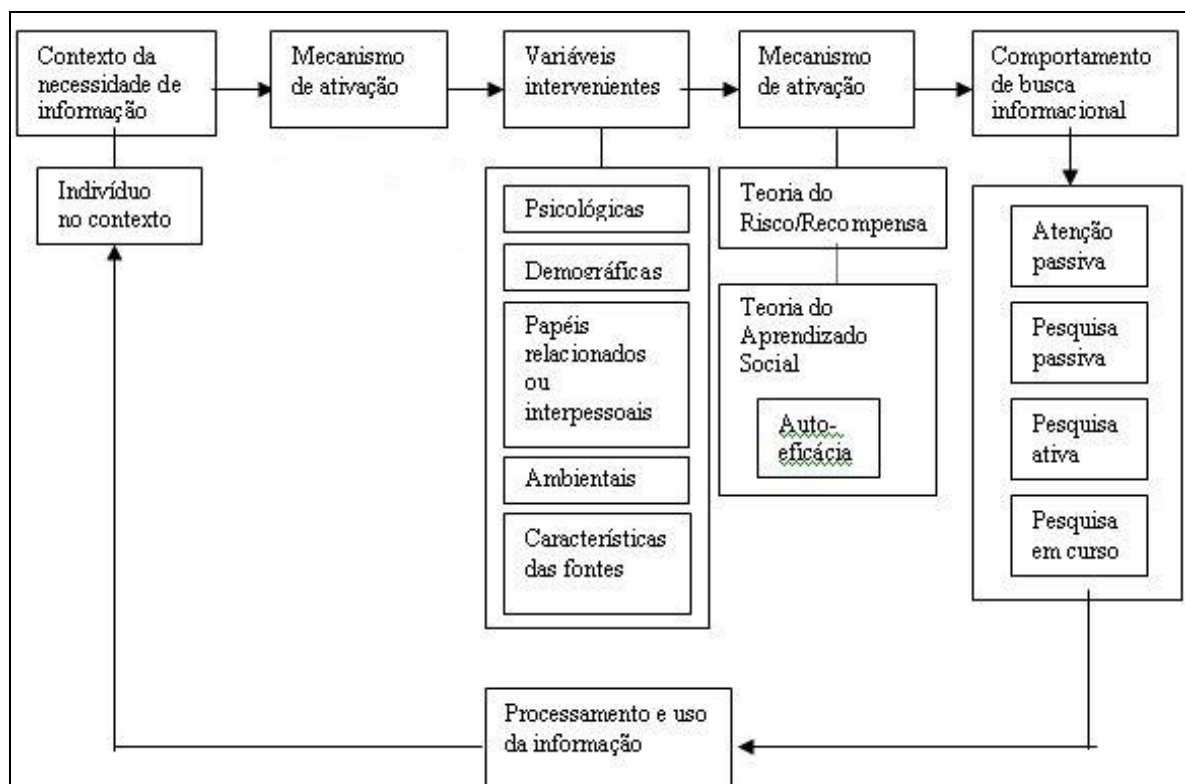 Contexto da
necessidade de
informação
Mecanismo
de ativação
Variáveis
intervenientes
Mecanismo
de ativação
Comportamento
de busca
informacional
Indivíduo
no contexto
Psicológicas
Demográficas
Papéis
relacionados
ou
interpessoais
Ambientais
Características
das fontes
Teoria do
Risco/Recompensa
Teoria do
Aprendizado
Social
Auto-
eficácia
Atenção
passiva
Pesquisa
passiva
Pesquisa
ativa
Pesquisa
em curso
Processamento e uso
da informação